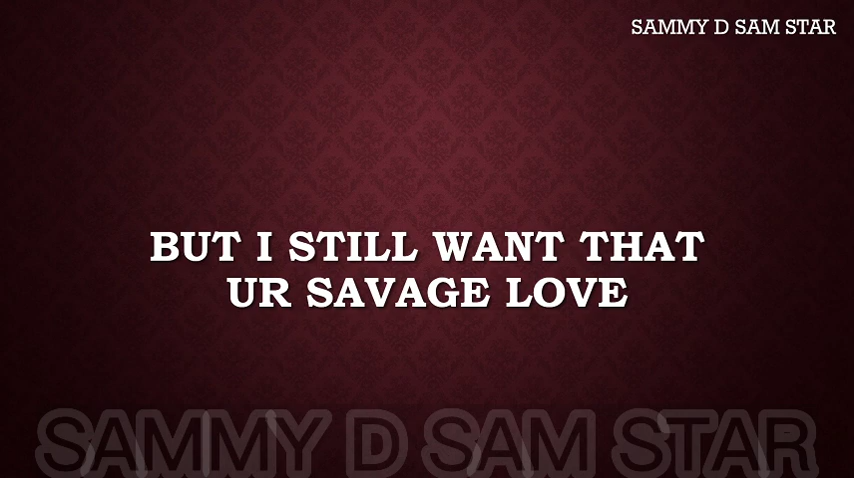 SAMMY D SAM STAR
BUT I STILL WANT THAT
UR SAVAGE LOVE
SAMMY D SAM STAR